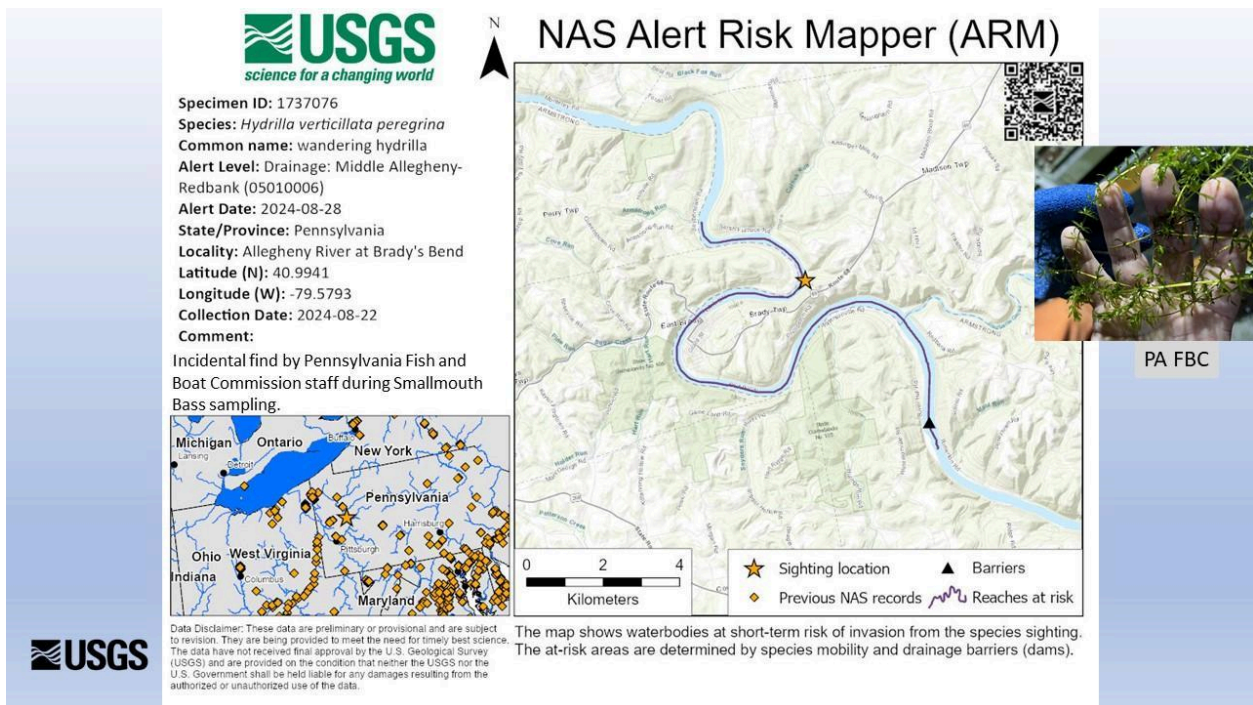 USGS
science for a changing world
N
NAS Alert Risk Mapper (ARM)
Specimen ID: 1737076
Species: Hydrilla verticillata peregrina
Common name: wandering hydrilla
Alert Level: Drainage: Middle Allegheny-
Redbank (05010006)
Alert Date: 2024-08-28
State/Province: Pennsylvania
Locality: Allegheny River at Brady's Bend
Latitude (N): 40.9941
Longitude (W): -79.5793
Collection Date: 2024-08-22
Comment:
Incidental find by Pennsylvania Fish and
Boat Commission staff during Smallmouth
Bass sampling.
Michigan
Lansing
Detroit
Ontario
Buffalo
New York
Pennsylvania
Harrisburg
Pittsburgh
Ohio
West Virginia
Indiana
Columbus
Maryland
ARMSTRONG
Madison Twp
Perry Twp
Brady Twp
ARMSTRONG
PA FBC
0 2 4
Kilometers
Sighting location
Barriers
Previous NAS records
Reaches at risk
Data Disclaimer: These data are preliminary or provisional and are subject
to revision. They are being provided to meet the need for timely best science.
The data have not received final approval by the U.S. Geological Survey
(USGS) and are provided on the condition that neither the USGS nor the
U.S. Government shall be held liable for any damages resulting from the
authorized or unauthorized use of the data.
The map shows waterbodies at short-term risk of invasion from the species sighting.
The at-risk areas are determined by species mobility and drainage barriers (dams).
USGS